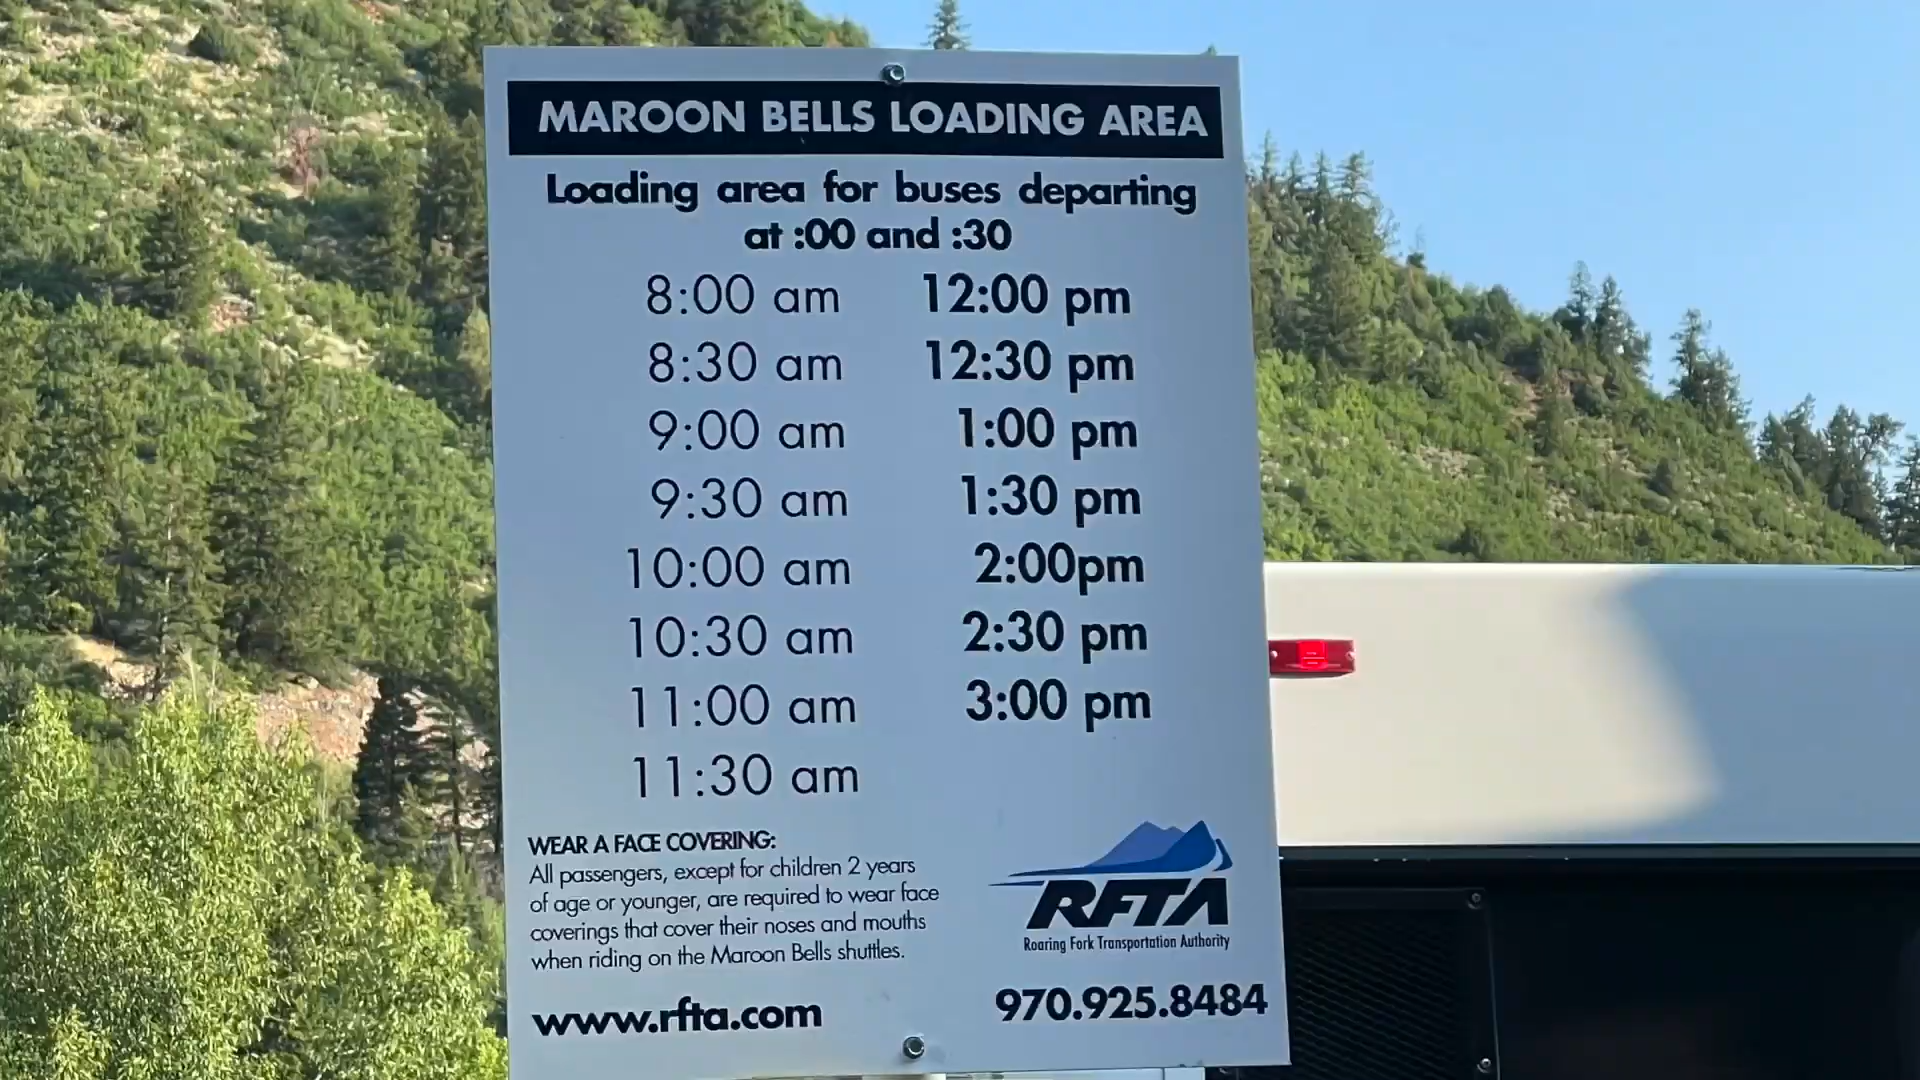 MAROON BELLS LOADING AREA
Loading area for buses departing
at :00 and :30
8:00 am 12:00 pm
8:30 am 12:30 pm
9:00 am 1:00 pm
9:30 am 1:30 pm
10:00 am 2:00pm
10:30 am 2:30 pm
11:00 am 3:00 pm
11:30 am
WEAR A FACE COVERING:
All passengers, except for children 2 years
of age or younger, are required to wear face
coverings that cover their noses and mouths
when riding on the Maroon Bells shuttles.
RFTA
Roaring Fork Transportation Authority
www.rfta.com 970.925.8484